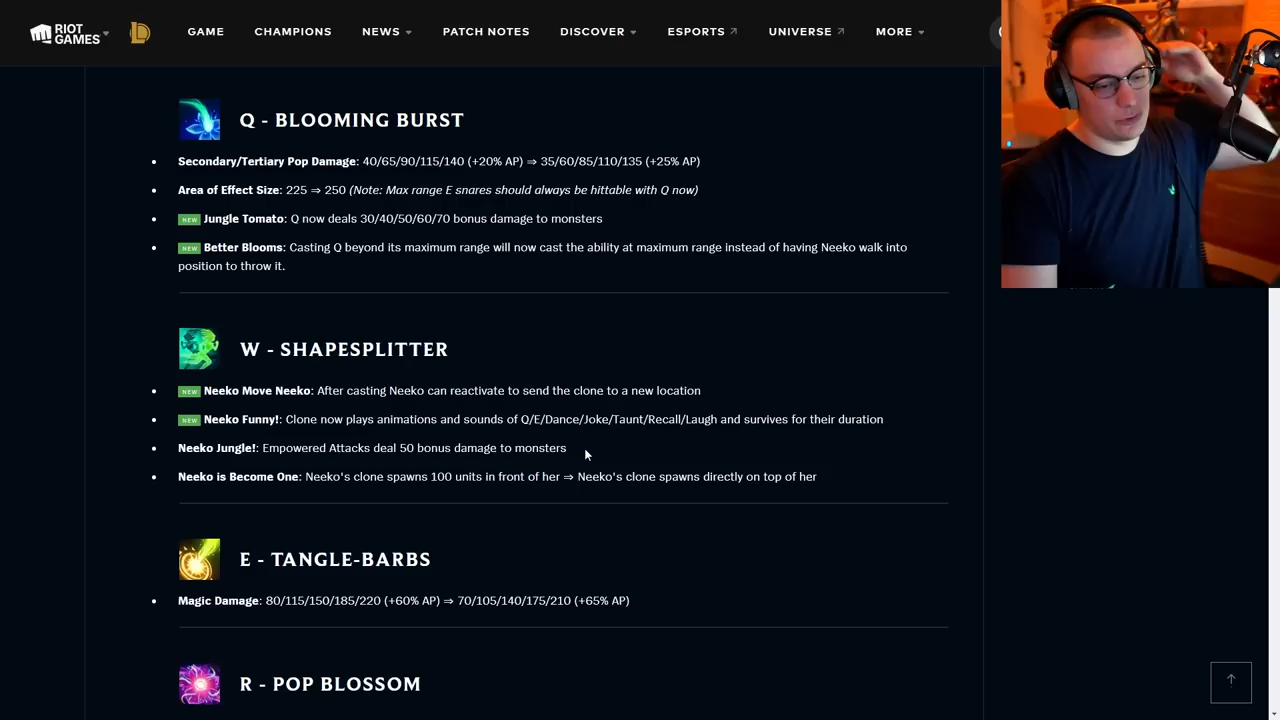 RIOT GAMES
GAME
CHAMPIONS
NEWS
PATCH NOTES
DISCOVER
ESPORTS
UNIVERSE
MORE
Q - BLOOMING BURST
Secondary/Tertiary Pop Damage: 40/65/90/115/140 (+20% AP) ⇒ 35/60/85/110/135 (+25% AP)
Area of Effect Size: 225 ⇒ 250 (Note: Max range E snares should always be hittable with Q now)
NEW Jungle Tomato: Q now deals 30/40/50/60/70 bonus damage to monsters
NEW Better Blooms: Casting Q beyond its maximum range will now cast the ability at maximum range instead of having Neeko walk into
position to throw it.
W - SHAPESPLITTER
NEW Neeko Move Neeko: After casting Neeko can reactivate to send the clone to a new location
NEW Neeko Funny!: Clone now plays animations and sounds of Q/E/Dance/Joke/Taunt/Recall/Laugh and survives for their duration
Neeko Jungle!: Empowered Attacks deal 50 bonus damage to monsters
Neeko is Become One: Neeko's clone spawns 100 units in front of her ⇒ Neeko's clone spawns directly on top of her
E - TANGLE-BARBS
Magic Damage: 80/115/150/185/220 (+60% AP) ⇒ 70/105/140/175/210 (+65% AP)
R - POP BLOSSOM